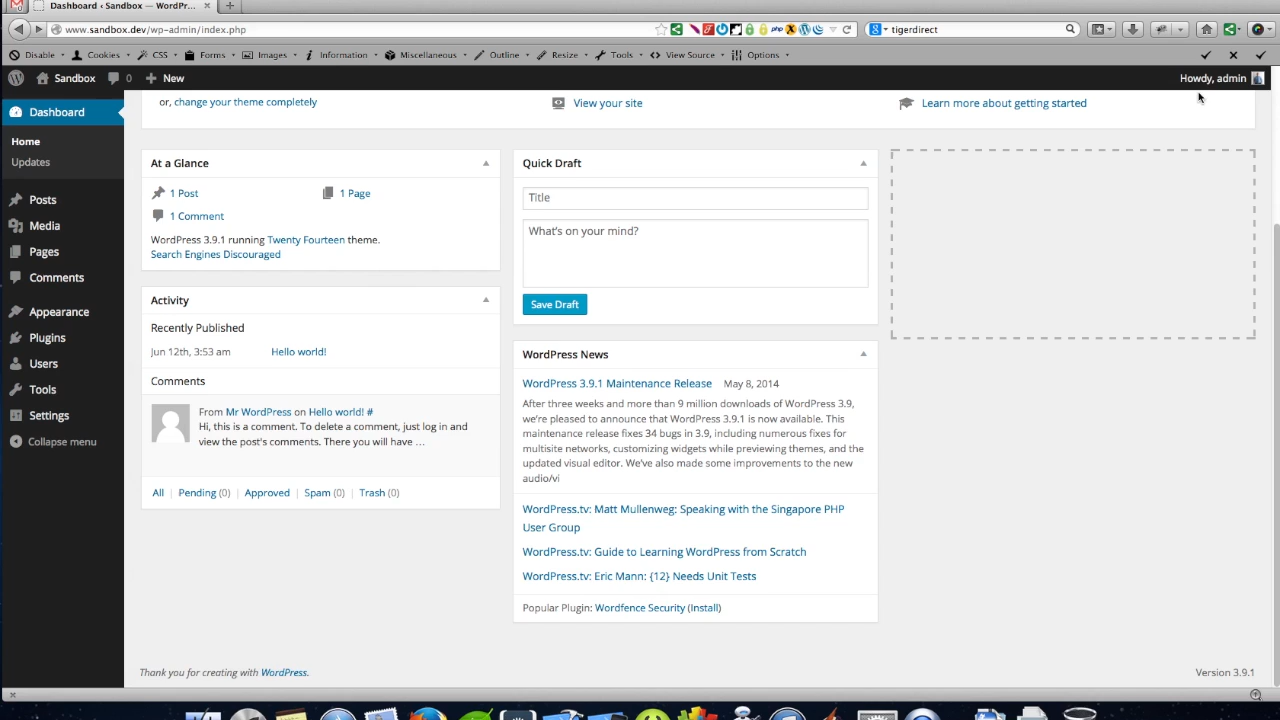 Dashboard ‹ Sandbox — WordPr...
www.sandbox.dev/wp-admin/index.php
php
tigerdirect
Disable
Cookies
CSS
Forms
Images
Information
Miscellaneous
Outline
Resize
Tools
View Source
Options
Sandbox
0
New
Howdy, admin
Dashboard
Home
Updates
Posts
Media
Pages
Comments
Appearance
Plugins
Users
Tools
Settings
Collapse menu
or, change your theme completely
View your site
Learn more about getting started
At a Glance
1 Post
1 Page
1 Comment
WordPress 3.9.1 running Twenty Fourteen theme.
Search Engines Discouraged
Activity
Recently Published
Jun 12th, 3:53 am
Hello world!
Comments
From Mr WordPress on Hello world! #
Hi, this is a comment. To delete a comment, just log in and
view the post's comments. There you will have …
All | Pending (0) | Approved | Spam (0) | Trash (0)
Quick Draft
Title
What's on your mind?
Save Draft
WordPress News
WordPress 3.9.1 Maintenance Release May 8, 2014
After three weeks and more than 9 million downloads of WordPress 3.9,
we're pleased to announce that WordPress 3.9.1 is now available. This
maintenance release fixes 34 bugs in 3.9, including numerous fixes for
multisite networks, customizing widgets while previewing themes, and the
updated visual editor. We've also made some improvements to the new
audio/vi
WordPress.tv: Matt Mullenweg: Speaking with the Singapore PHP
User Group
WordPress.tv: Guide to Learning WordPress from Scratch
WordPress.tv: Eric Mann: {12} Needs Unit Tests
Popular Plugin: Wordfence Security (Install)
Thank you for creating with WordPress.
Version 3.9.1